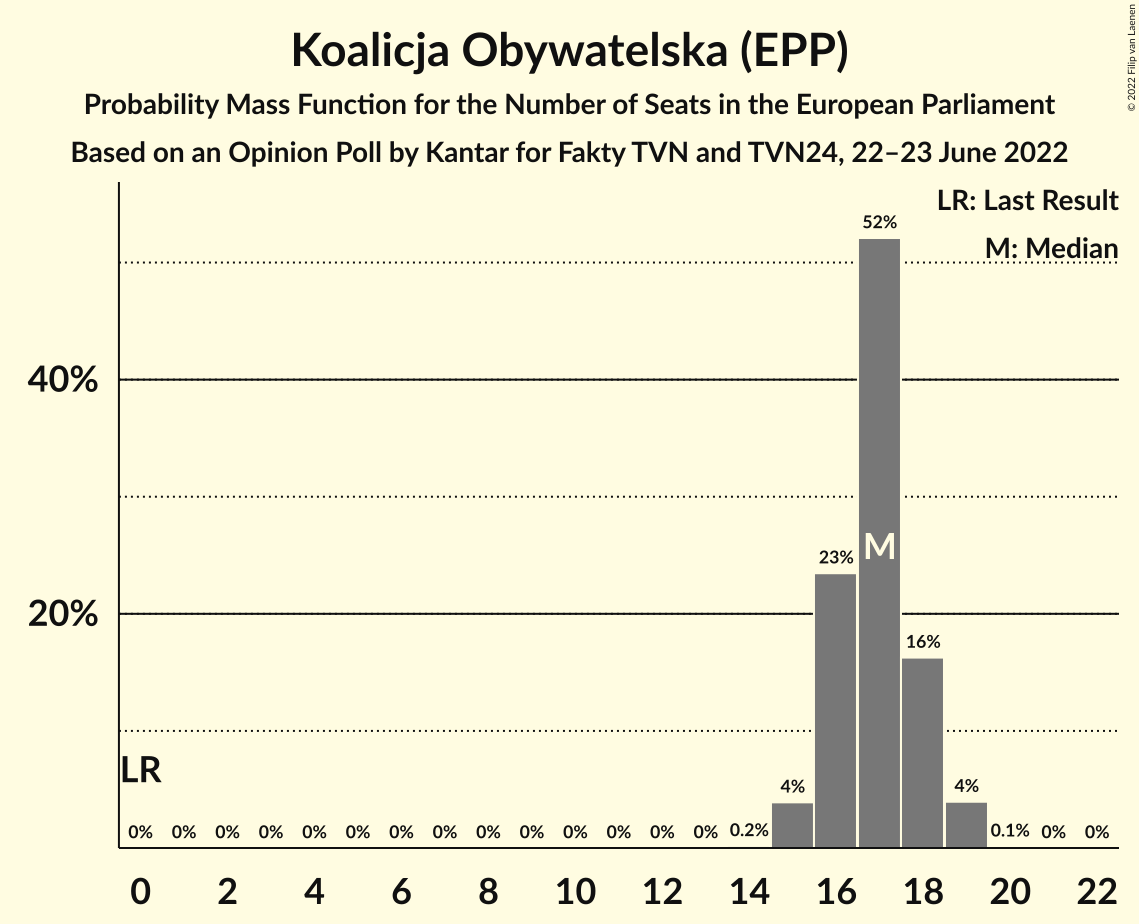 Koalicja Obywatelska (EPP)
Probability Mass Function for the Number of Seats in the European Parliament
Based on an Opinion Poll by Kantar for Fakty TVN and TVN24, 22–23 June 2022
© 2022 Filip van Laenen
LR: Last Result
M: Median
52%
40%
M
23%
20%
16%
LR
4%
4%
0% 0% 0% 0% 0% 0% 0% 0% 0% 0% 0% 0% 0% 0% 0.2% 0.1% 0% 0%
0 2 4 6 8 10 12 14 16 18 20 22